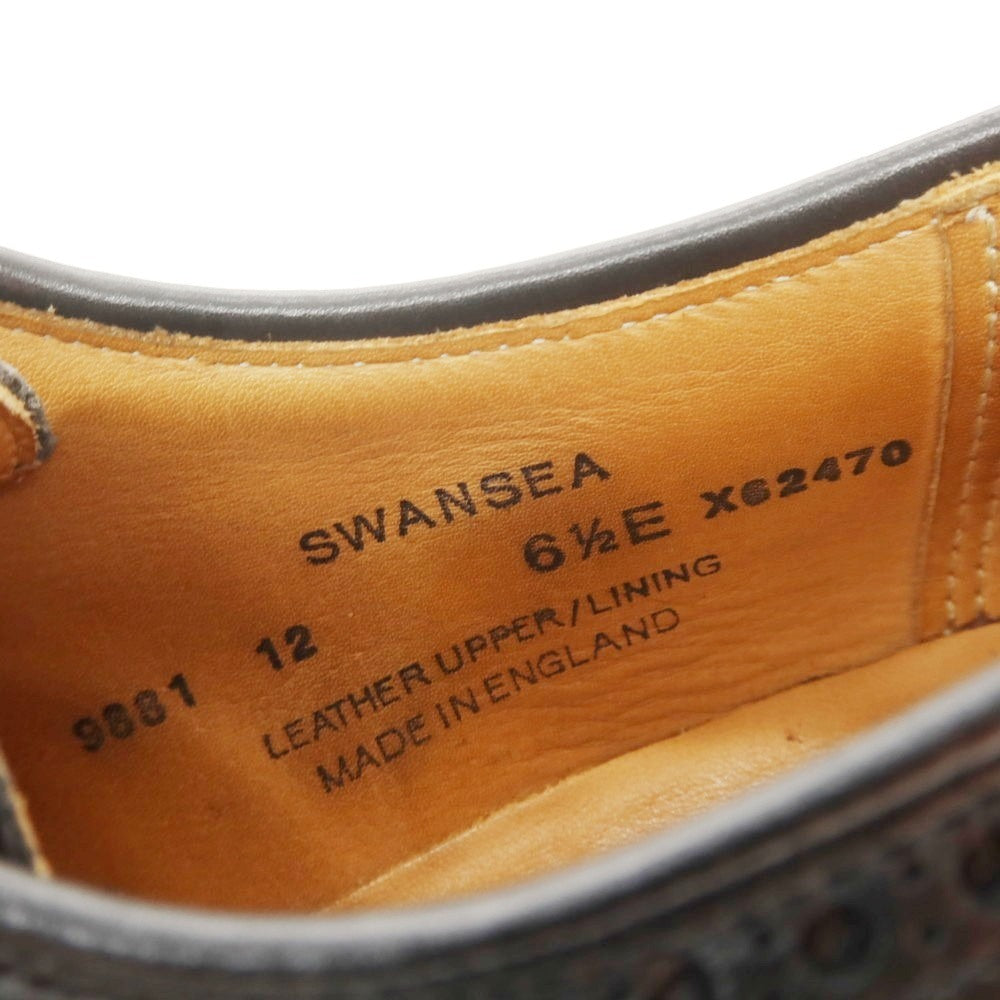 SWANSEA
6½E X62470
9881 12
LEATHER UPPER/LINING
MADE IN ENGLAND